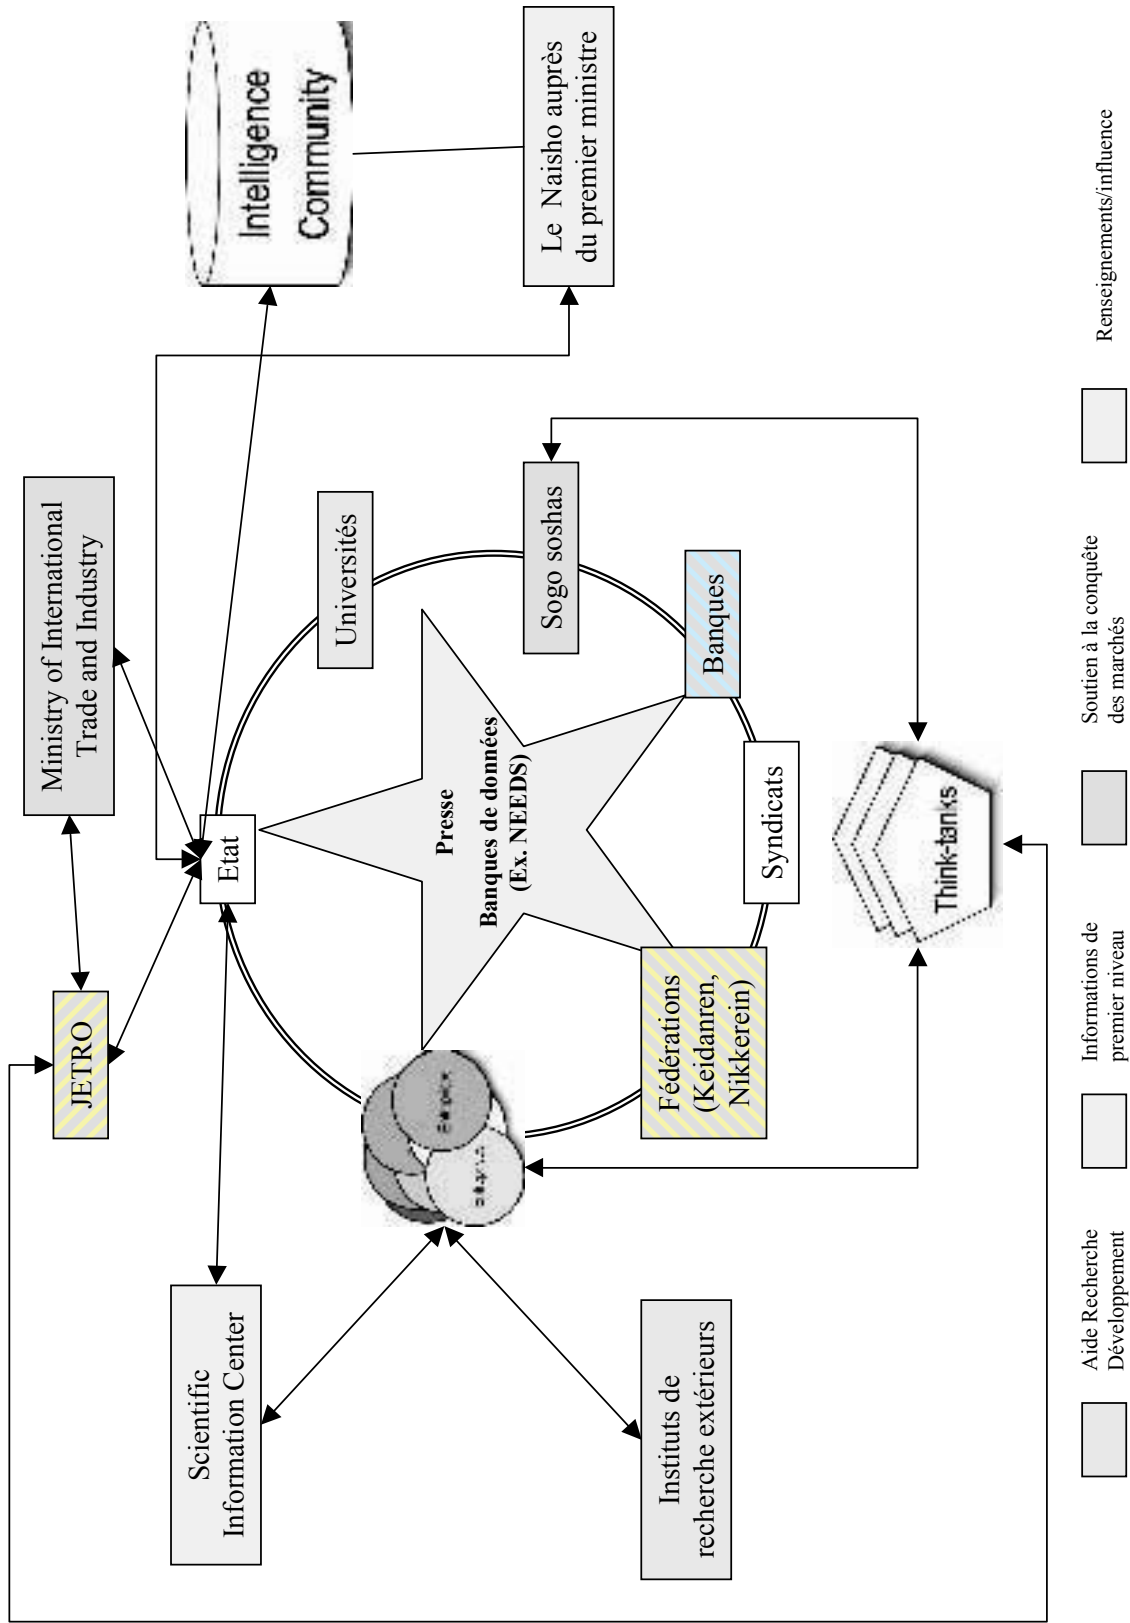 JETRO
Ministry of International
Trade and Industry
Scientific
Information Center
Etat
Intelligence
Community
Universités
Presse
Banques de données
(Ex. NEEDS)
Sogo soshas
Le Naisho auprès
du premier ministre
Instituts de
recherche extérieurs
Fédérations
(Keidanren,
Nikkerein)
Banques
Syndicats
Think-tanks
Aide Recherche
Développement
Informations de
premier niveau
Soutien à la conquête
des marchés
Renseignements/influence